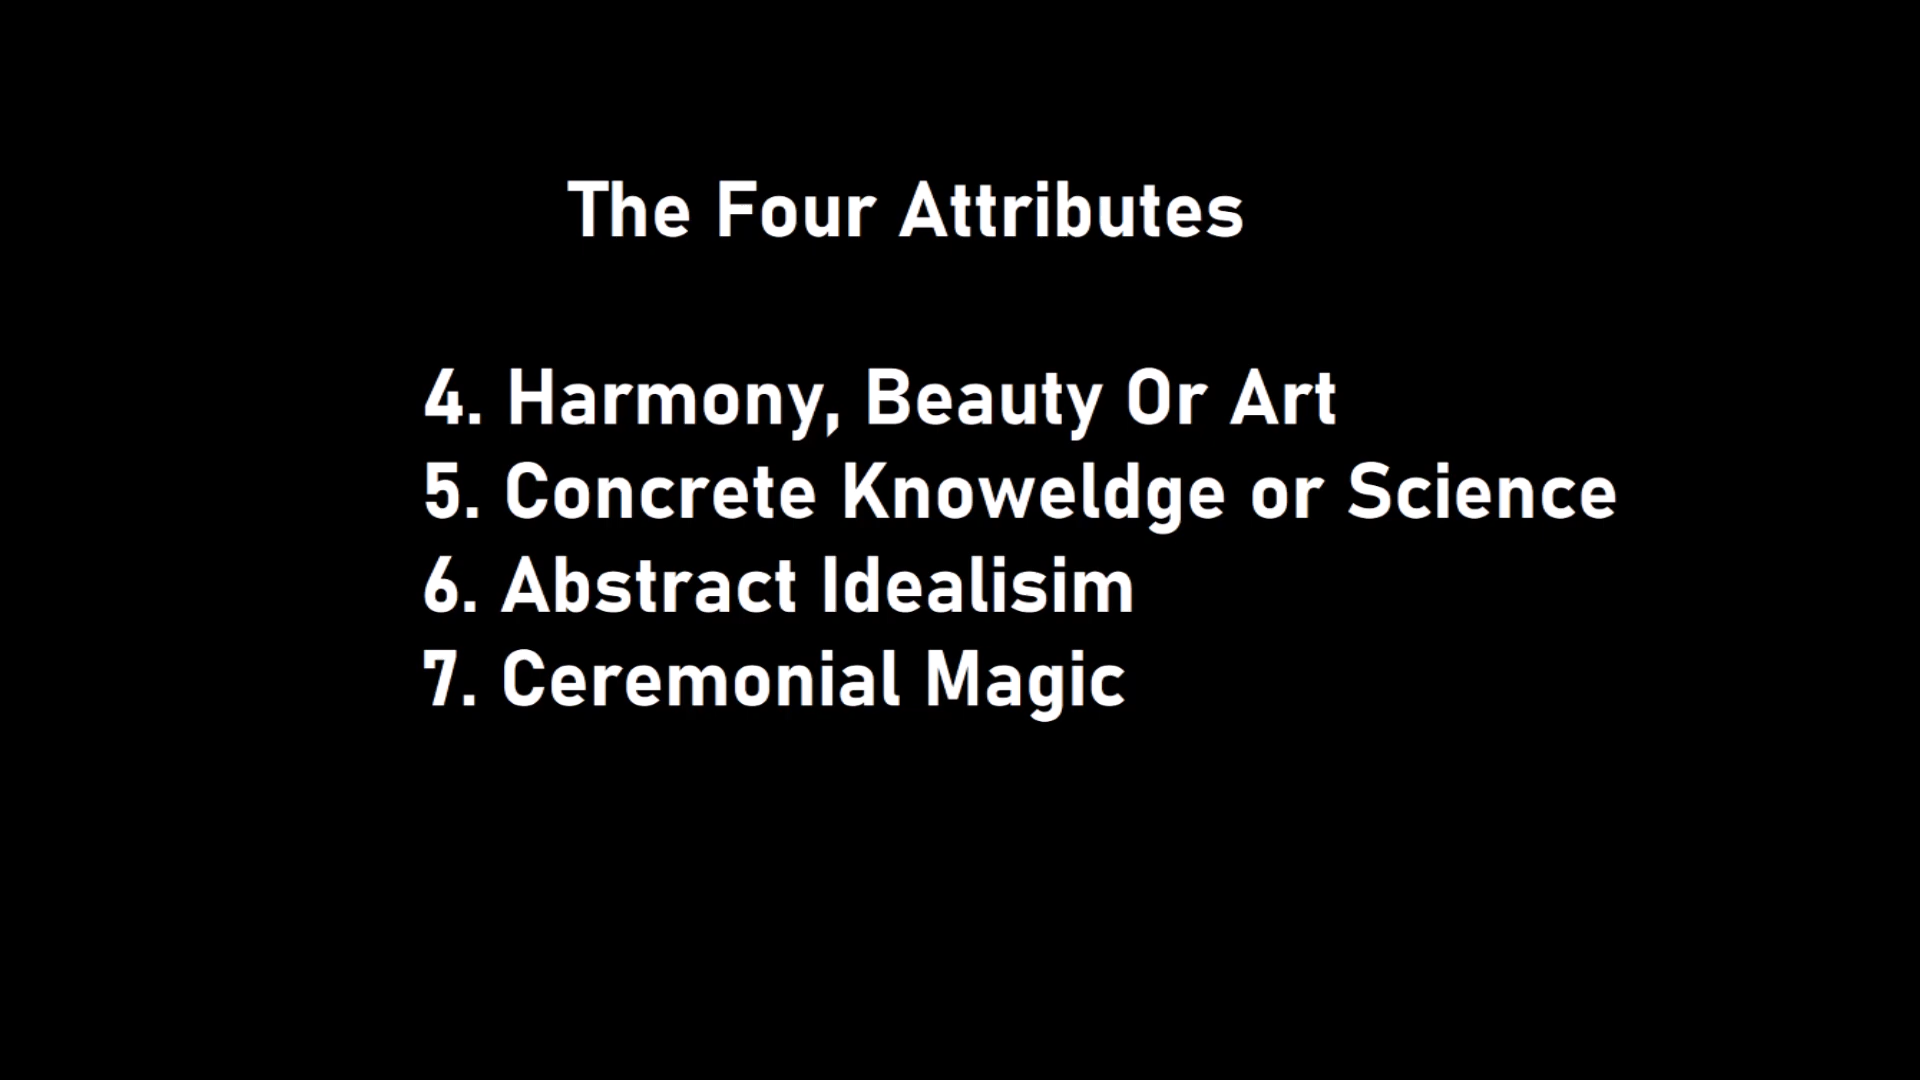 The Four Attributes
4. Harmony, Beauty Or Art
5. Concrete Knoweldge or Science
6. Abstract Idealisim
7. Ceremonial Magic